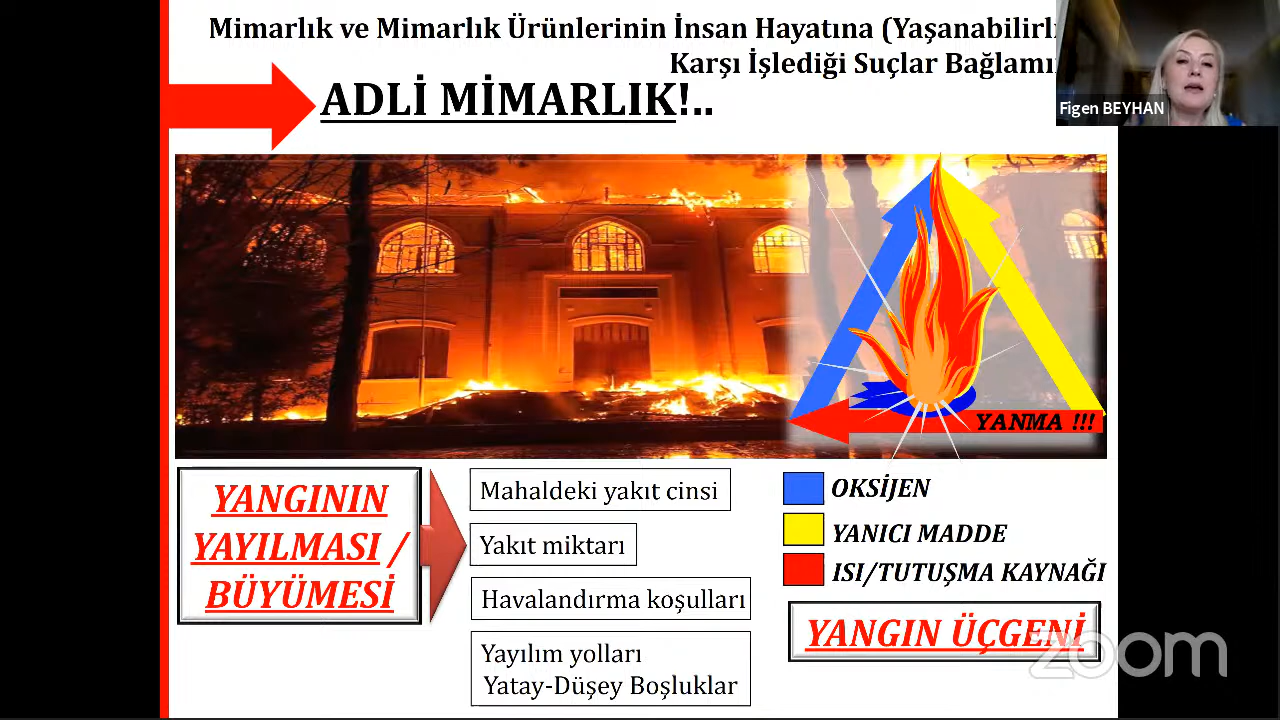 Mimarlık ve Mimarlık Ürünlerinin İnsan Hayatına
Karşı İşlediği Suçlar
ADLİ MİMARLIK!..
Figen BEYHAN
YANMA !!!
YANGININ
YAYILMASI /
BÜYÜMESİ
Mahaldeki yakıt cinsi
Yakıt miktarı
Havalandırma koşulları
Yayılım yolları
Yatay-Düşey Boşluklar
OKSİJEN
YANICI MADDE
ISI/TUTUŞMA KAYNAĞI
YANGIN ÜÇGENİ
zoom